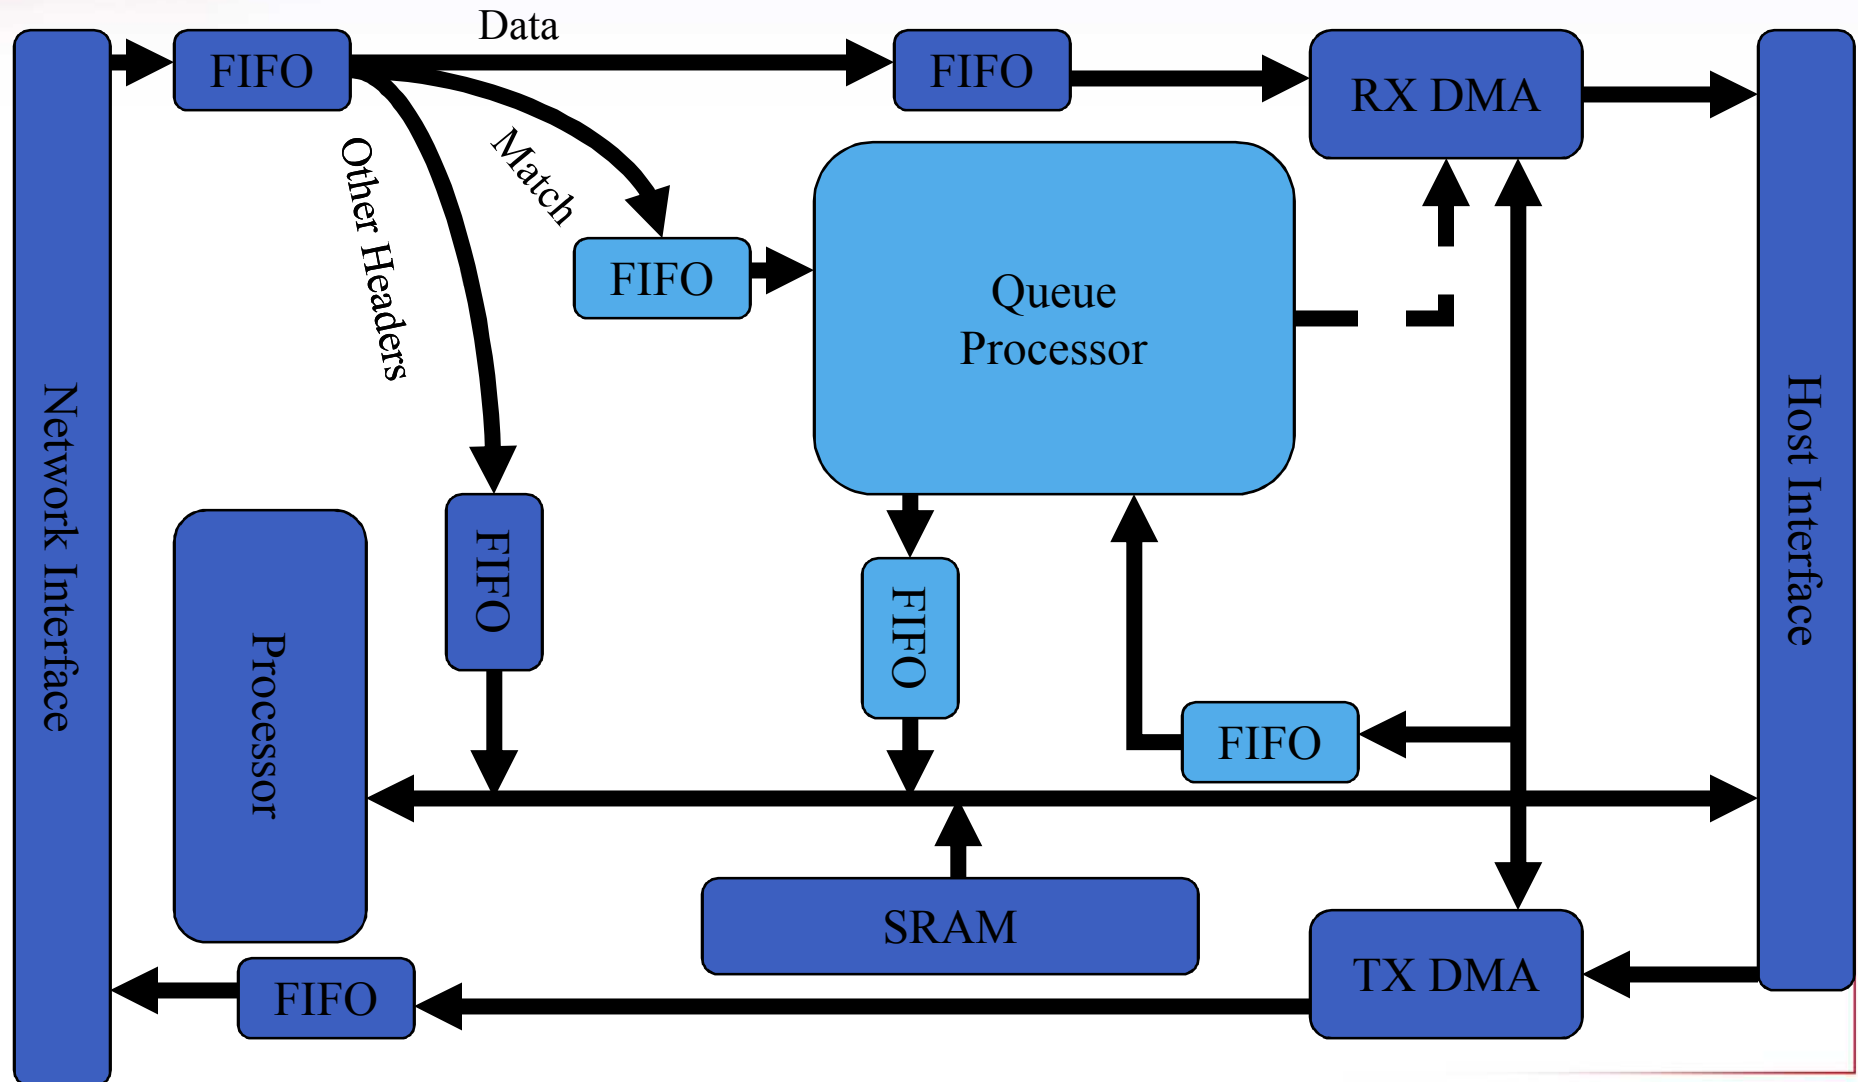 Data
FIFO
FIFO
RX DMA
Match
Other Headers
FIFO
Queue
Processor
Network Interface
Host Interface
FIFO
FIFO
Processor
FIFO
SRAM
TX DMA
FIFO